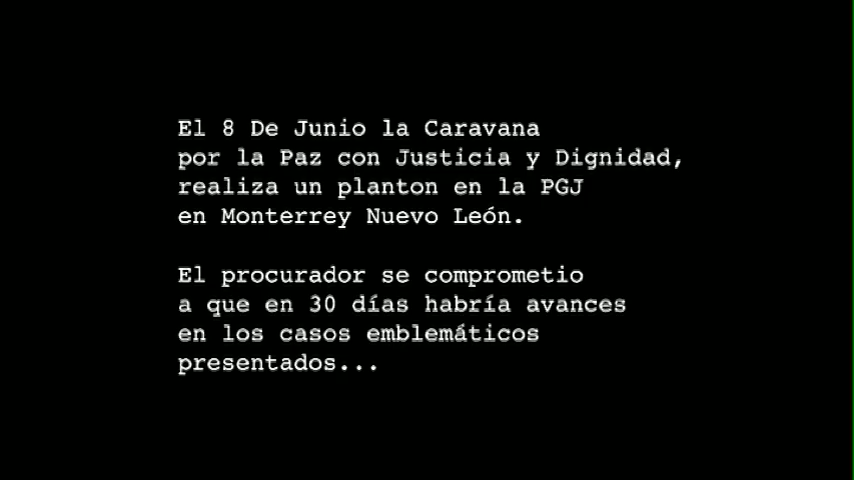 El 8 De Junio la Caravana
por la Paz con Justicia y Dignidad,
realiza un planton en la PGJ
en Monterrey Nuevo León.
El procurador se comprometio
a que en 30 días habría avances
en los casos emblemáticos
presentados...